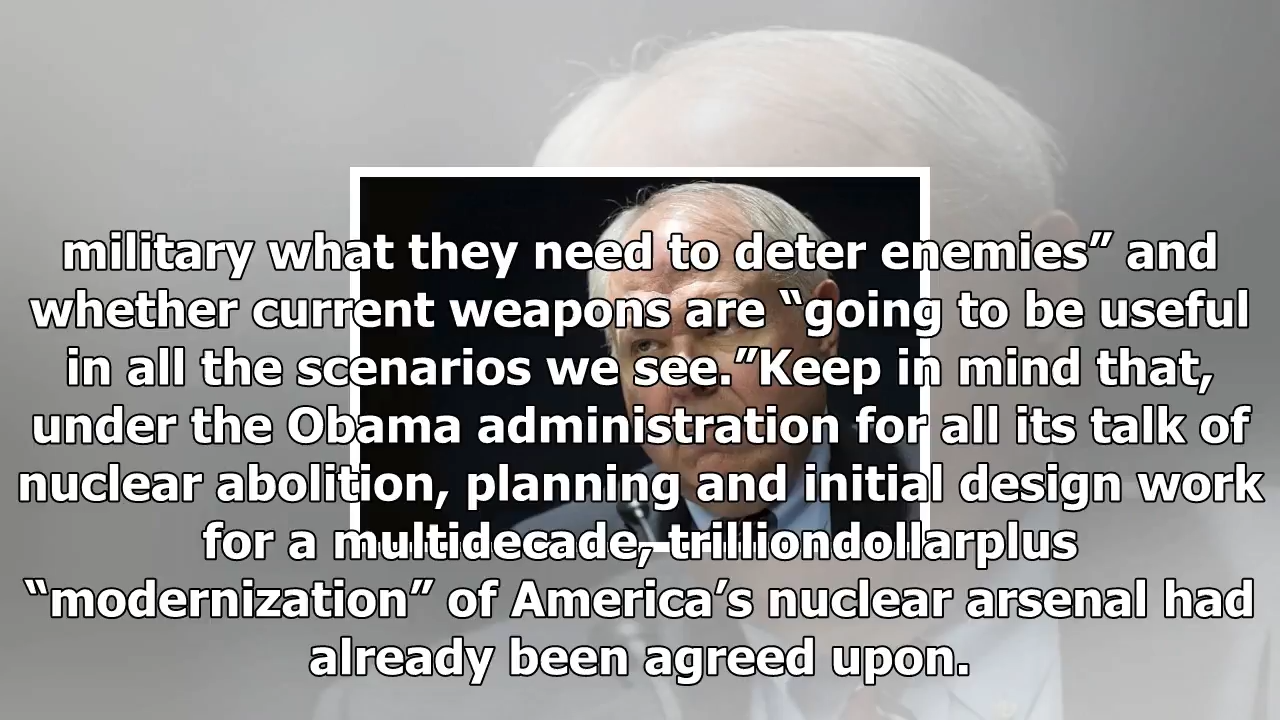 military what they need to deter enemies” and
whether current weapons are “going to be useful
in all the scenarios we see.”Keep in mind that,
under the Obama administration for all its talk of
nuclear abolition, planning and initial design work
for a multidecade, trilliondollarplus
“modernization” of America’s nuclear arsenal had
already been agreed upon.